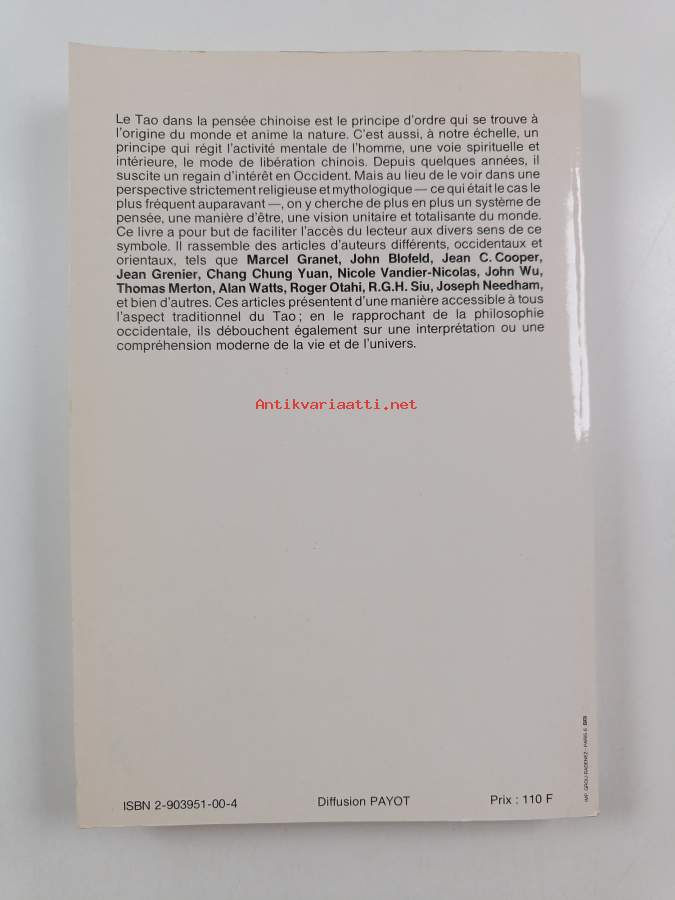 Le Tao dans la pensée chinoise est le principe d'ordre qui se trouve à
l'origine du monde et anime la nature. C'est aussi, à notre échelle, un
principe qui régit l'activité mentale de l'homme, une voie spirituelle et
intérieure, le mode de libération chinois. Depuis quelques années, il
suscite un regain d'intérêt en Occident. Mais au lieu de le voir dans une
perspective strictement religieuse et mythologique — ce qui était le cas le
plus fréquent auparavant —, on y cherche de plus en plus un système de
pensée, une manière d'être, une vision unitaire et totalisante du monde.
Ce livre a pour but de faciliter l'accès du lecteur aux divers sens de ce
symbole. Il rassemble des articles d'auteurs différents, occidentaux et
orientaux, tels que Marcel Granet, John Blofeld, Jean C. Cooper,
Jean Grenier, Chang Chung Yuan, Nicole Vandier-Nicolas, John Wu,
Thomas Merton, Alan Watts, Roger Otahi, R.G.H. Siu, Joseph Needham,
et bien d'autres. Ces articles présentent d'une manière accessible à tous
l'aspect traditionnel du Tao ; en le rapprochant de la philosophie
occidentale, ils débouchent également sur une interprétation ou une
compréhension moderne de la vie et de l'univers.
Antikvariaatti.net
ISBN 2-903951-00-4
Diffusion PAYOT
Prix : 110 F
IMP. GROU-RADENEZ - PARIS 6